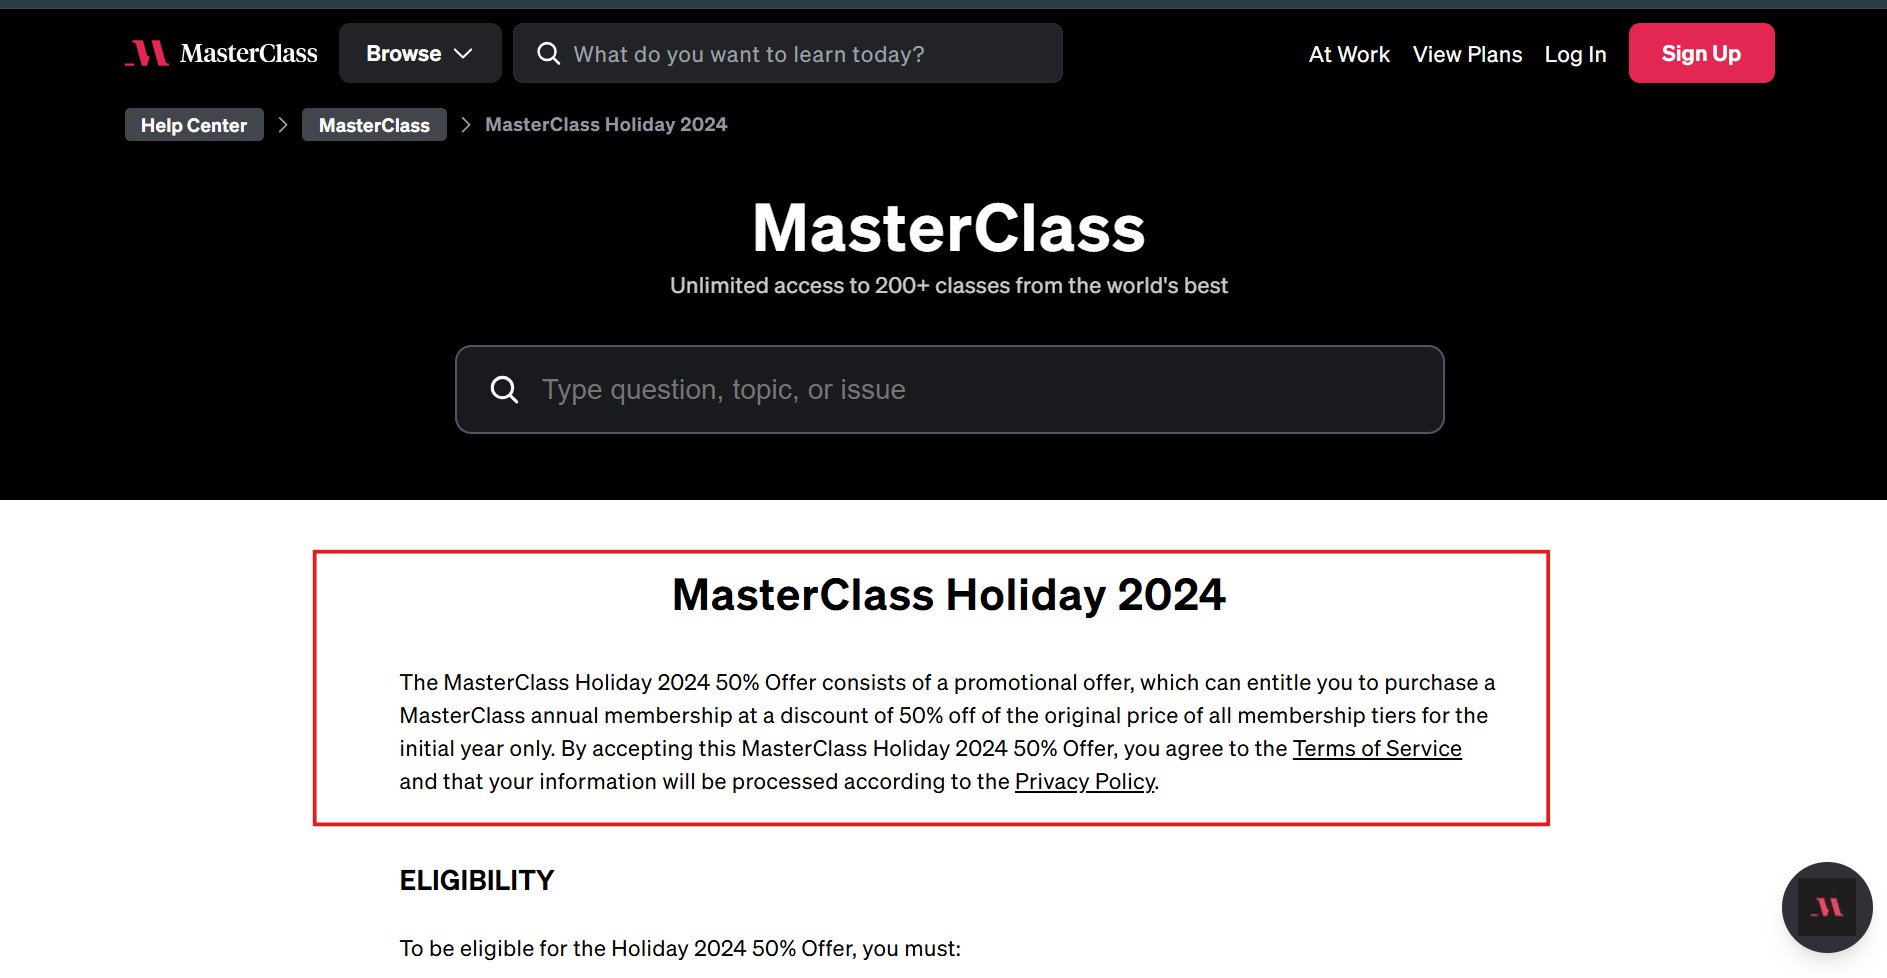 MasterClass
Browse
What do you want to learn today?
At Work
View Plans
Log In
Sign Up
Help Center
MasterClass
MasterClass Holiday 2024
MasterClass
Unlimited access to 200+ classes from the world's best
Type question, topic, or issue
MasterClass Holiday 2024
The MasterClass Holiday 2024 50% Offer consists of a promotional offer, which can entitle you to purchase a
MasterClass annual membership at a discount of 50% off of the original price of all membership tiers for the
initial year only. By accepting this MasterClass Holiday 2024 50% Offer, you agree to the Terms of Service
and that your information will be processed according to the Privacy Policy.
ELIGIBILITY
To be eligible for the Holiday 2024 50% Offer, you must: